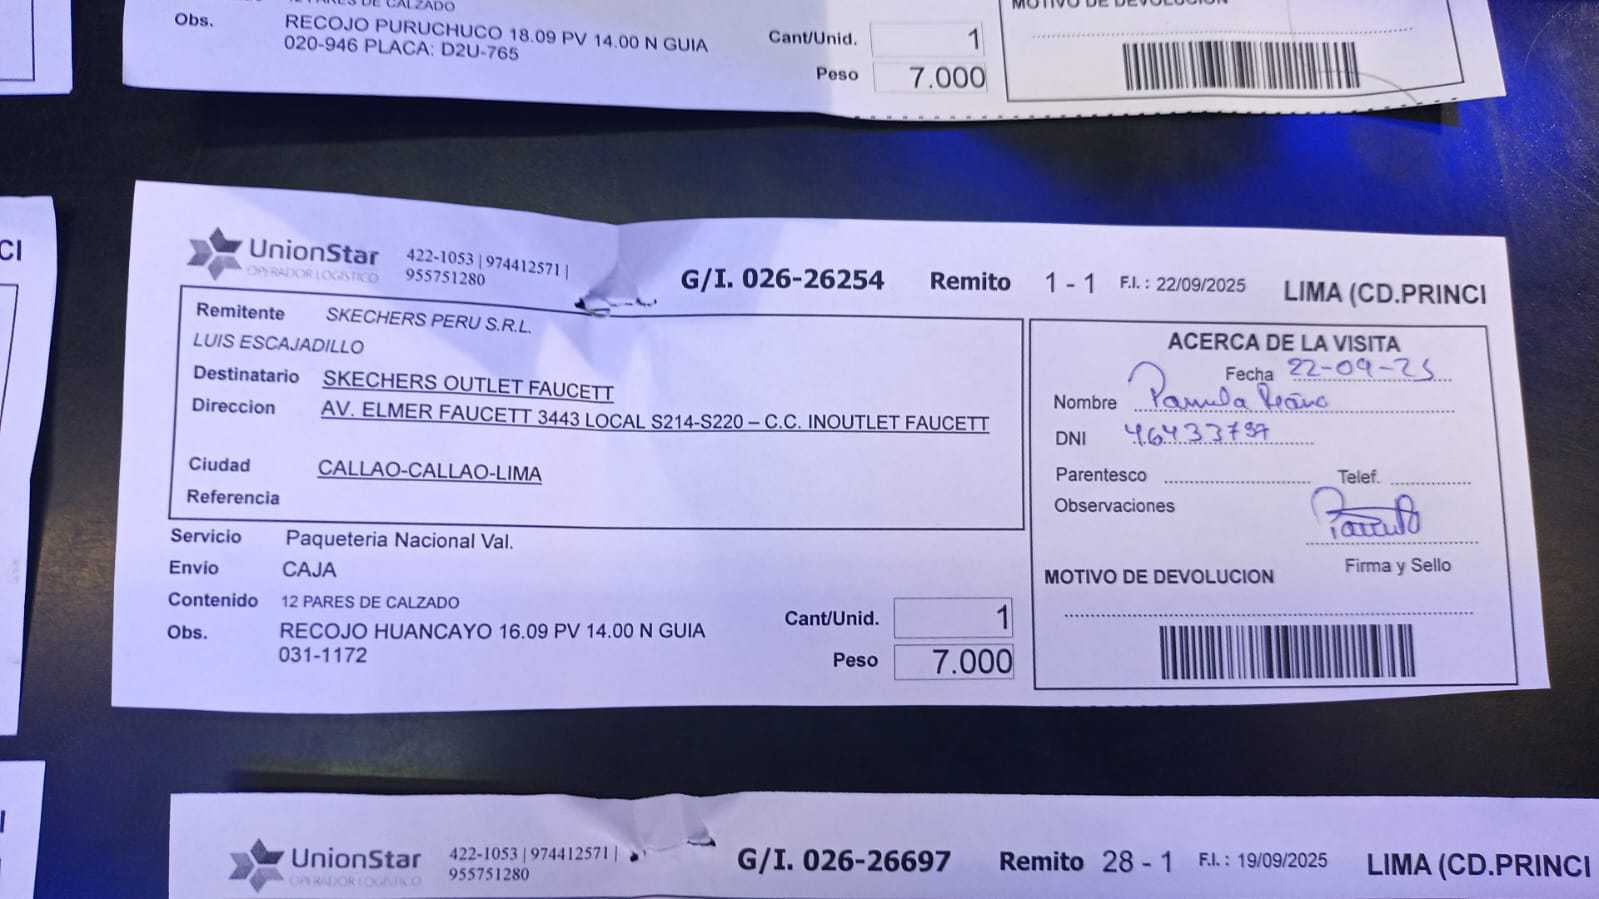 Obs. RECOJO PURUCHUCO 18.09 PV 14.00 N GUIA
020-946 PLACA: D2U-765
Cant/Unid. 1
Peso 7.000
CI
UnionStar
OPERADOR LOGISTICO
422-1053 | 974412571 |
955751280
G/I. 026-26254 Remito 1 - 1 F.I. : 22/09/2025 LIMA (CD.PRINCI
Remitente SKECHERS PERU S.R.L.
LUIS ESCAJADILLO
Destinatario SKECHERS OUTLET FAUCETT
Direccion AV. ELMER FAUCETT 3443 LOCAL S214-S220 – C.C. INOUTLET FAUCETT
Ciudad CALLAO-CALLAO-LIMA
Referencia
Servicio Paqueteria Nacional Val.
Envio CAJA
Contenido 12 PARES DE CALZADO
Obs. RECOJO HUANCAYO 16.09 PV 14.00 N GUIA
031-1172
Cant/Unid. 1
Peso 7.000
ACERCA DE LA VISITA
Fecha 22-09-25
Nombre
DNI
Parentesco Telef.
Observaciones
Firma y Sello
MOTIVO DE DEVOLUCION
UnionStar
OPERADOR LOGISTICO
422-1053 | 974412571 |
955751280
G/I. 026-26697 Remito 28 - 1 F.I. : 19/09/2025 LIMA (CD.PRINCI